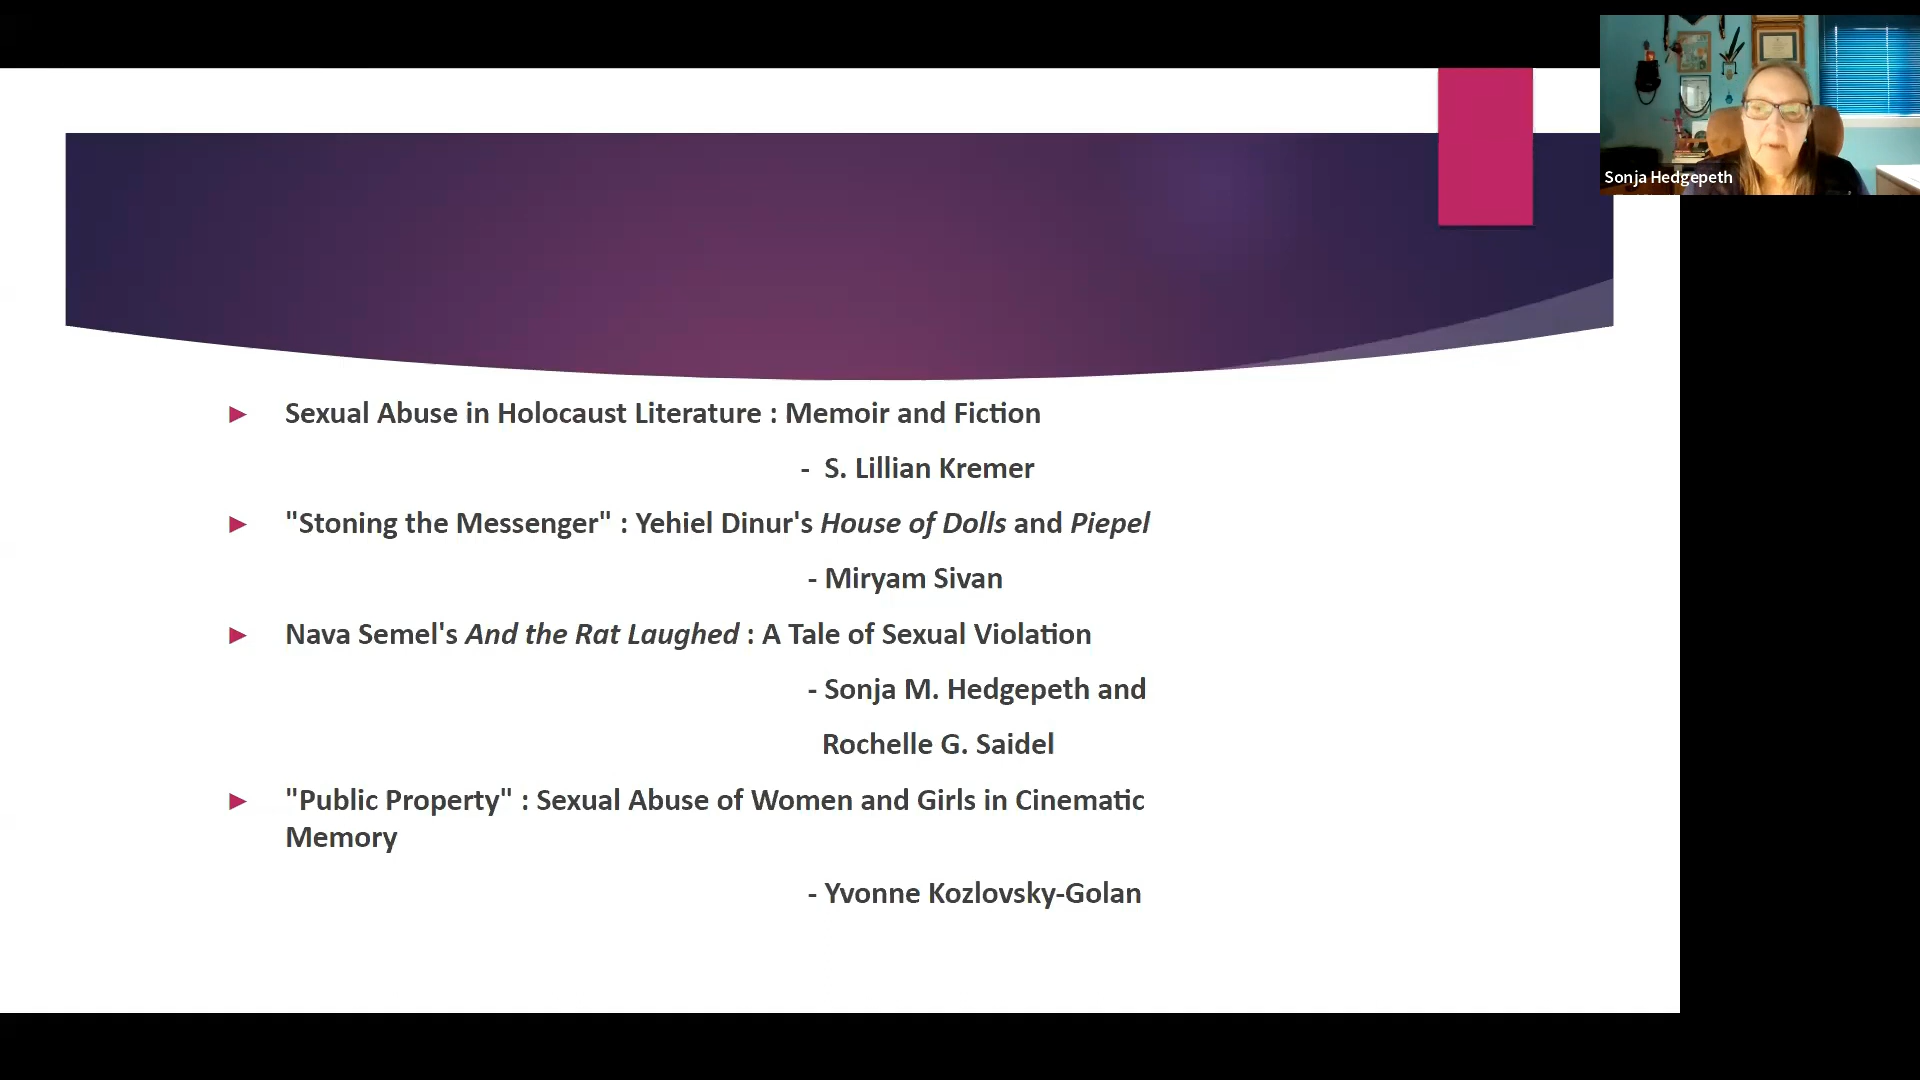 Sonja Hedgepeth
Sexual Abuse in Holocaust Literature : Memoir and Fiction
- S. Lillian Kremer
"Stoning the Messenger" : Yehiel Dinur's House of Dolls and Piepel
- Miryam Sivan
Nava Semel's And the Rat Laughed : A Tale of Sexual Violation
- Sonja M. Hedgepeth and
Rochelle G. Saidel
"Public Property" : Sexual Abuse of Women and Girls in Cinematic
Memory
- Yvonne Kozlovsky-Golan